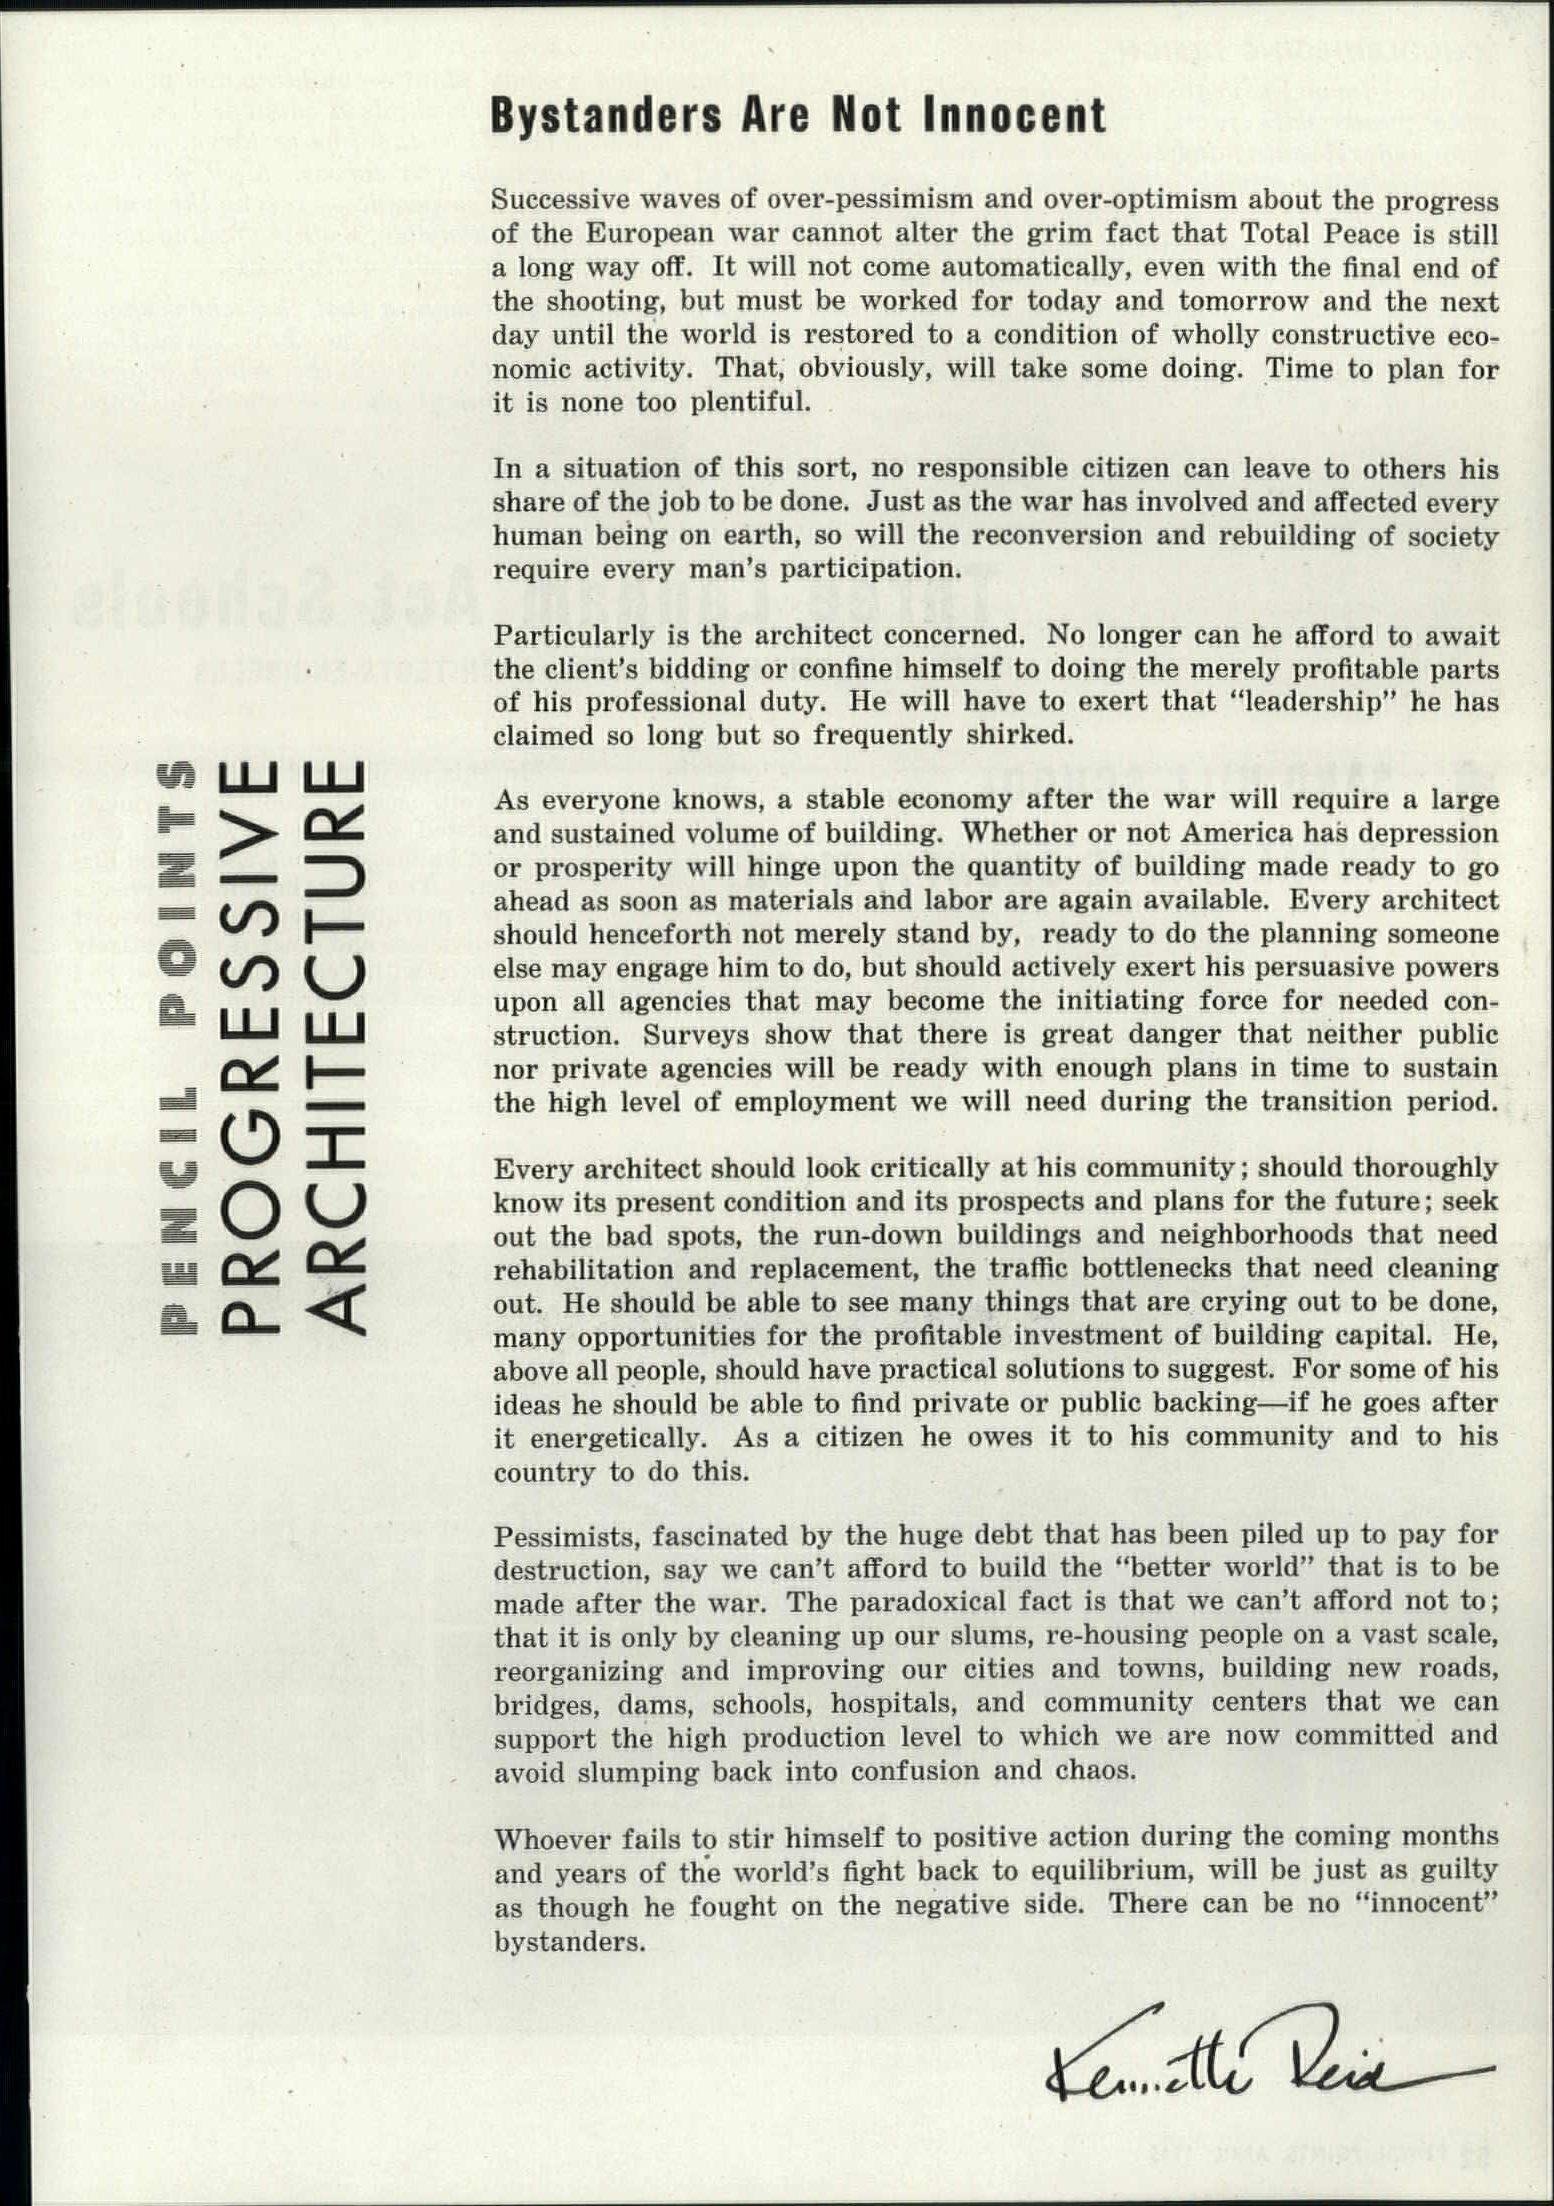 Bystanders Are Not Innocent
Successive waves of over-pessimism and over-optimism about the progress
of the European war cannot alter the grim fact that Total Peace is still
a long way off. It will not come automatically, even with the final end of
the shooting, but must be worked for today and tomorrow and the next
day until the world is restored to a condition of wholly constructive eco-
nomic activity. That, obviously, will take some doing. Time to plan for
it is none too plentiful.
In a situation of this sort, no responsible citizen can leave to others his
share of the job to be done. Just as the war has involved and affected every
human being on earth, so will the reconversion and rebuilding of society
require every man's participation.
Particularly is the architect concerned. No longer can he afford to await
the client's bidding or confine himself to doing the merely profitable parts
of his professional duty. He will have to exert that "leadership" he has
claimed so long but so frequently shirked.
As everyone knows, a stable economy after the war will require a large
and sustained volume of building. Whether or not America has depression
or prosperity will hinge upon the quantity of building made ready to go
ahead as soon as materials and labor are again available. Every architect
should henceforth not merely stand by, ready to do the planning someone
else may engage him to do, but should actively exert his persuasive powers
upon all agencies that may become the initiating force for needed con-
struction. Surveys show that there is great danger that neither public
nor private agencies will be ready with enough plans in time to sustain
the high level of employment we will need during the transition period.
Every architect should look critically at his community; should thoroughly
know its present condition and its prospects and plans for the future; seek
out the bad spots, the run-down buildings and neighborhoods that need
rehabilitation and replacement, the traffic bottlenecks that need cleaning
out. He should be able to see many things that are crying out to be done,
many opportunities for the profitable investment of building capital. He,
above all people, should have practical solutions to suggest. For some of his
ideas he should be able to find private or public backing—if he goes after
it energetically. As a citizen he owes it to his community and to his
country to do this.
Pessimists, fascinated by the huge debt that has been piled up to pay for
destruction, say we can't afford to build the "better world" that is to be
made after the war. The paradoxical fact is that we can't afford not to;
that it is only by cleaning up our slums, re-housing people on a vast scale,
reorganizing and improving our cities and towns, building new roads,
bridges, dams, schools, hospitals, and community centers that we can
support the high production level to which we are now committed and
avoid slumping back into confusion and chaos.
Whoever fails to stir himself to positive action during the coming months
and years of the world's fight back to equilibrium, will be just as guilty
as though he fought on the negative side. There can be no "innocent"
bystanders.
Kenneth Reid
PENCIL POINTS
PROGRESSIVE
ARCHITECTURE